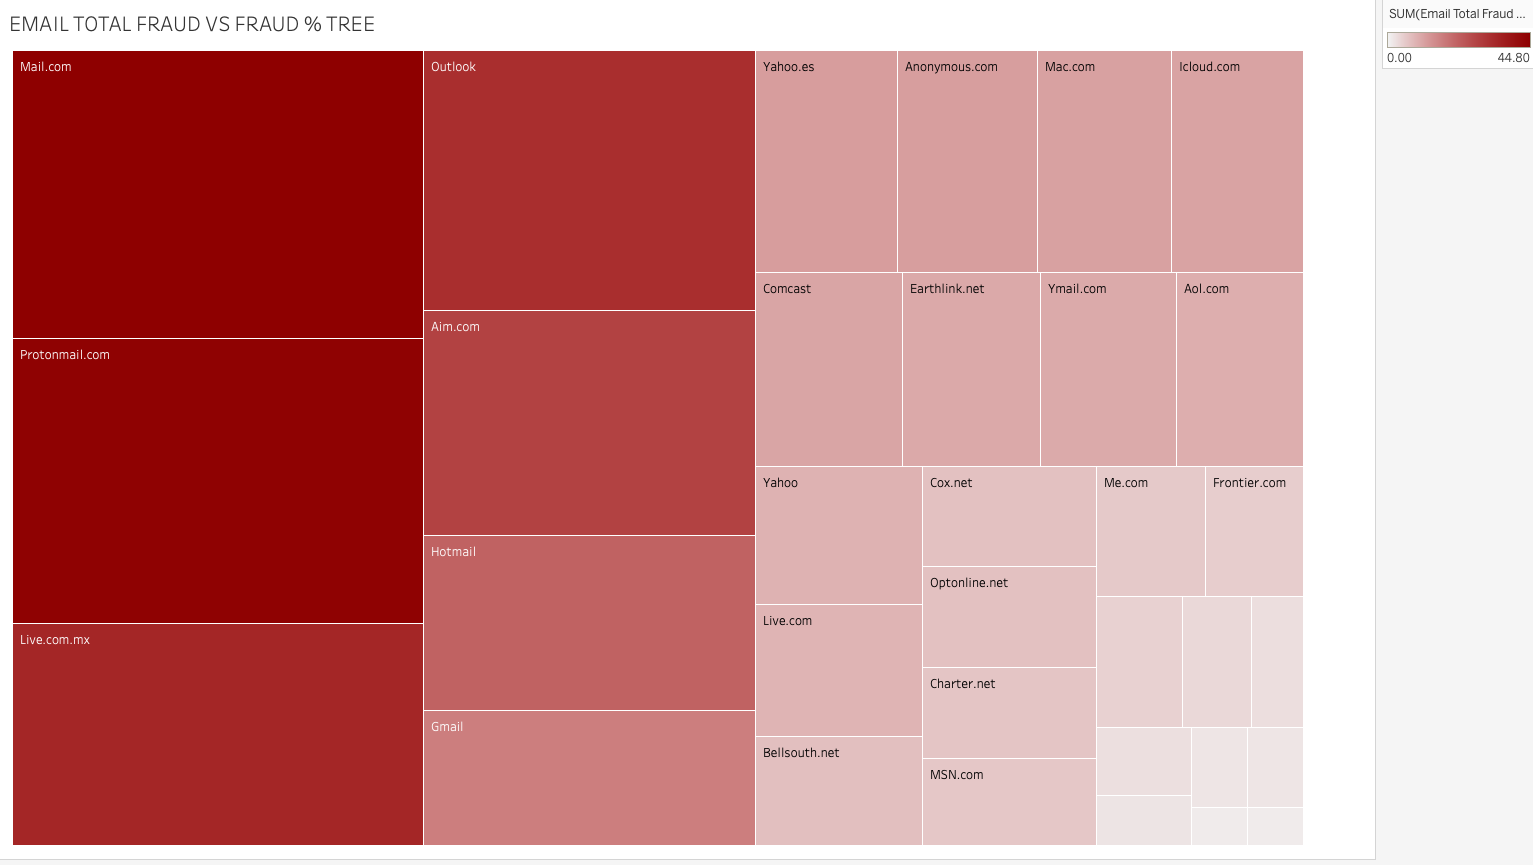 EMAIL TOTAL FRAUD VS FRAUD % TREE
SUM(Email Total Fraud ...
0.00 44.80
Mail.com
Outlook
Yahoo.es
Anonymous.com
Mac.com
Icloud.com
Comcast
Earthlink.net
Ymail.com
Aol.com
Aim.com
Protonmail.com
Yahoo
Cox.net
Me.com
Frontier.com
Hotmail
Optonline.net
Live.com
Live.com.mx
Charter.net
Gmail
Bellsouth.net
MSN.com